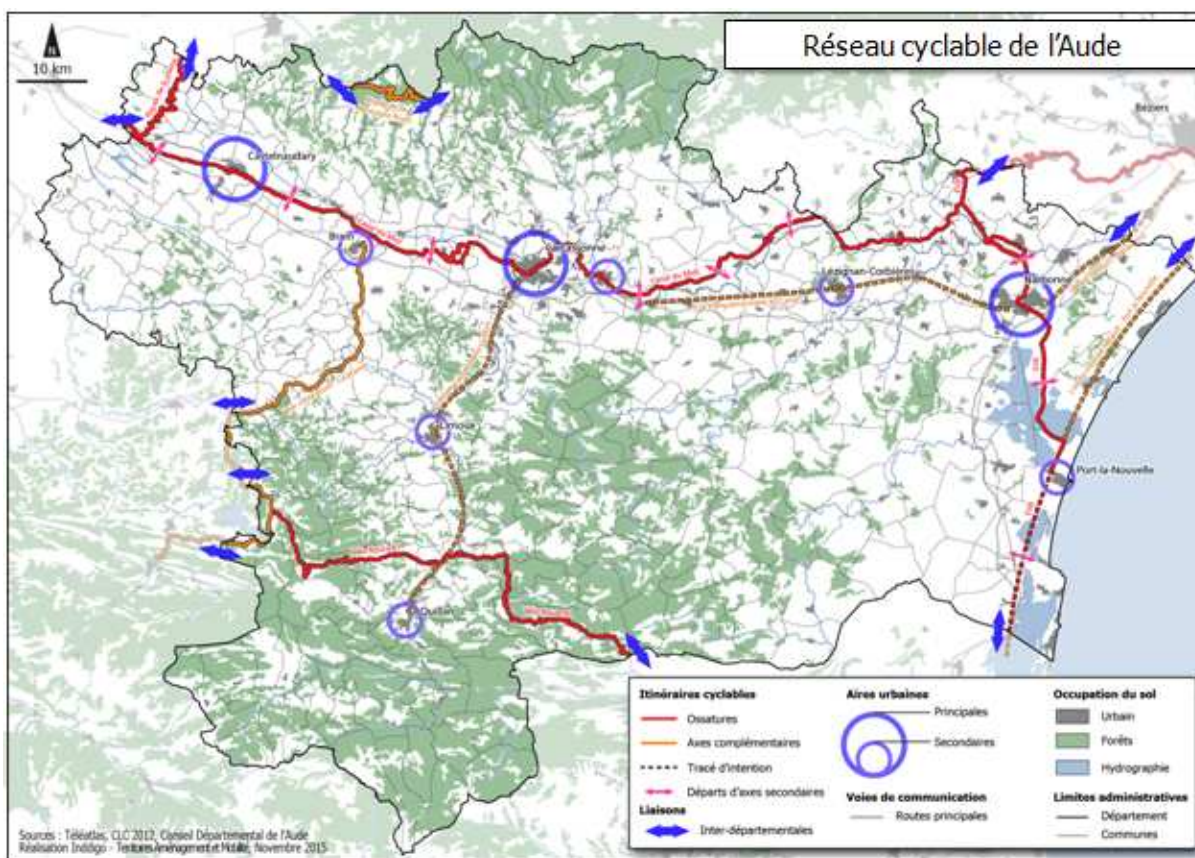 Réseau cyclable de l'Aude
N
10 km
Béziers
Castelnaudary
Bram
Carcassonne
Canal du Midi
Lézignan-Corbières
Narbonne
Limoux
Port-la-Nouvelle
Quillan
Itinéraires cyclables
Ossatures
Axes complémentaires
Tracé d'intention
Départs d'axes secondaires
Liaisons
Inter-départementales
Aires urbaines
Principales
Secondaires
Voies de communication
Routes principales
Occupation du sol
Urbain
Forêts
Hydrographie
Limites administratives
Département
Communes
Sources : Téléatlas, CLC 2012, Conseil Départemental de l'Aude
Réalisation Inddigo - Territoires Aménagement et Mobilité, Novembre 2015